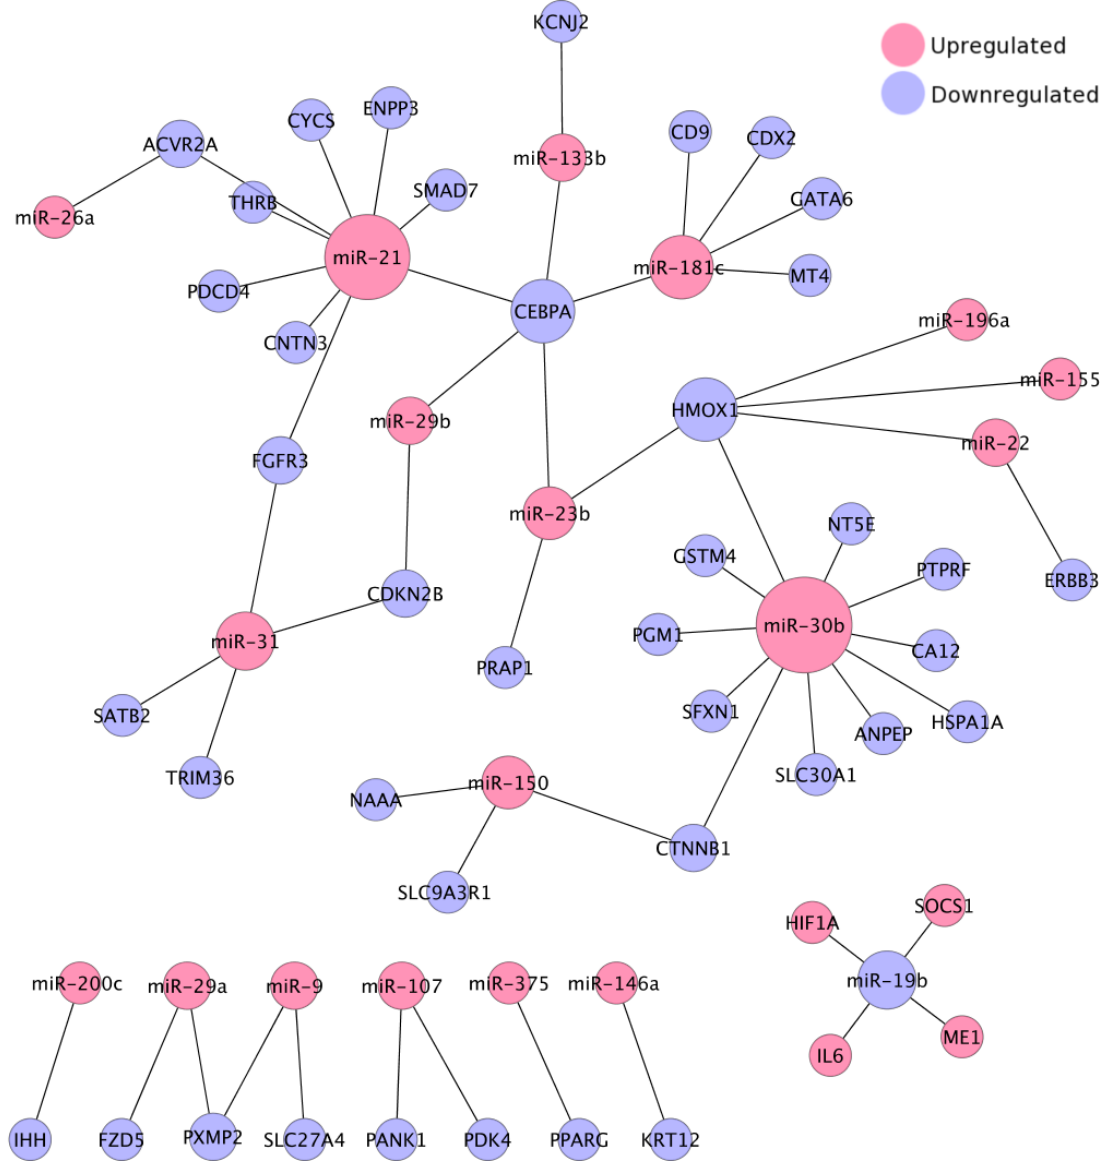 KCNJ2
Upregulated
Downregulated
ENPP3
CYCS
CD9
CDX2
ACVR2A
miR-133b
SMAD7
THRB
GATA6
miR-26a
miR-21
miR-181c
MT4
PDCD4
CEBPA
miR-196a
CNTN3
miR-155
HMOX1
miR-29b
miR-22
FGFR3
miR-23b
NT5E
GSTM4
PTPRF
ERBB3
CDKN2B
miR-30b
PGM1
miR-31
CA12
PRAP1
SFXN1
HSPA1A
SATB2
ANPEP
TRIM36
SLC30A1
miR-150
NAAA
CTNNB1
SLC9A3R1
SOCS1
HIF1A
miR-19b
miR-200c
miR-29a
miR-9
miR-107
miR-375
miR-146a
ME1
IL6
IHH
FZD5
PXMP2
SLC27A4
PANK1
PDK4
PPARG
KRT12